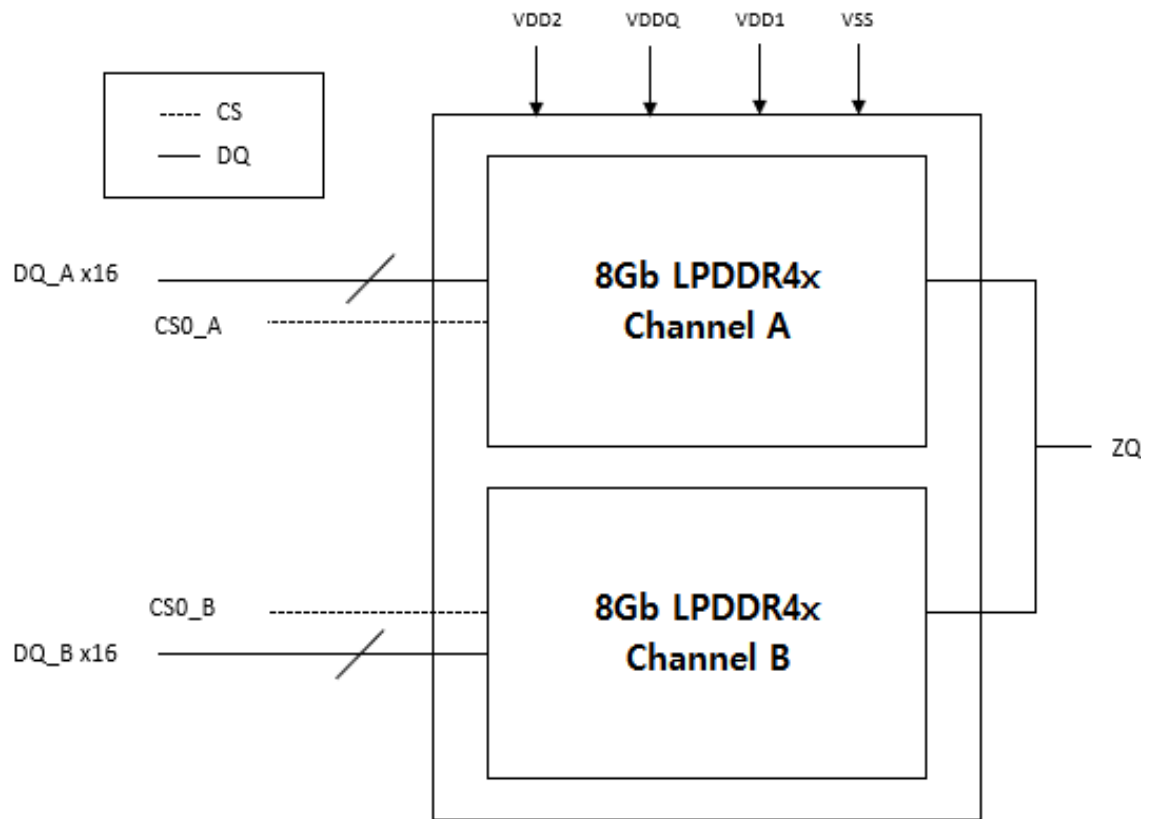 VDD2 VDDQ VDD1 VSS
CS
DQ
DQ_A x16
CS0_A
8Gb LPDDR4x
Channel A
ZQ
CS0_B
DQ_B x16
8Gb LPDDR4x
Channel B